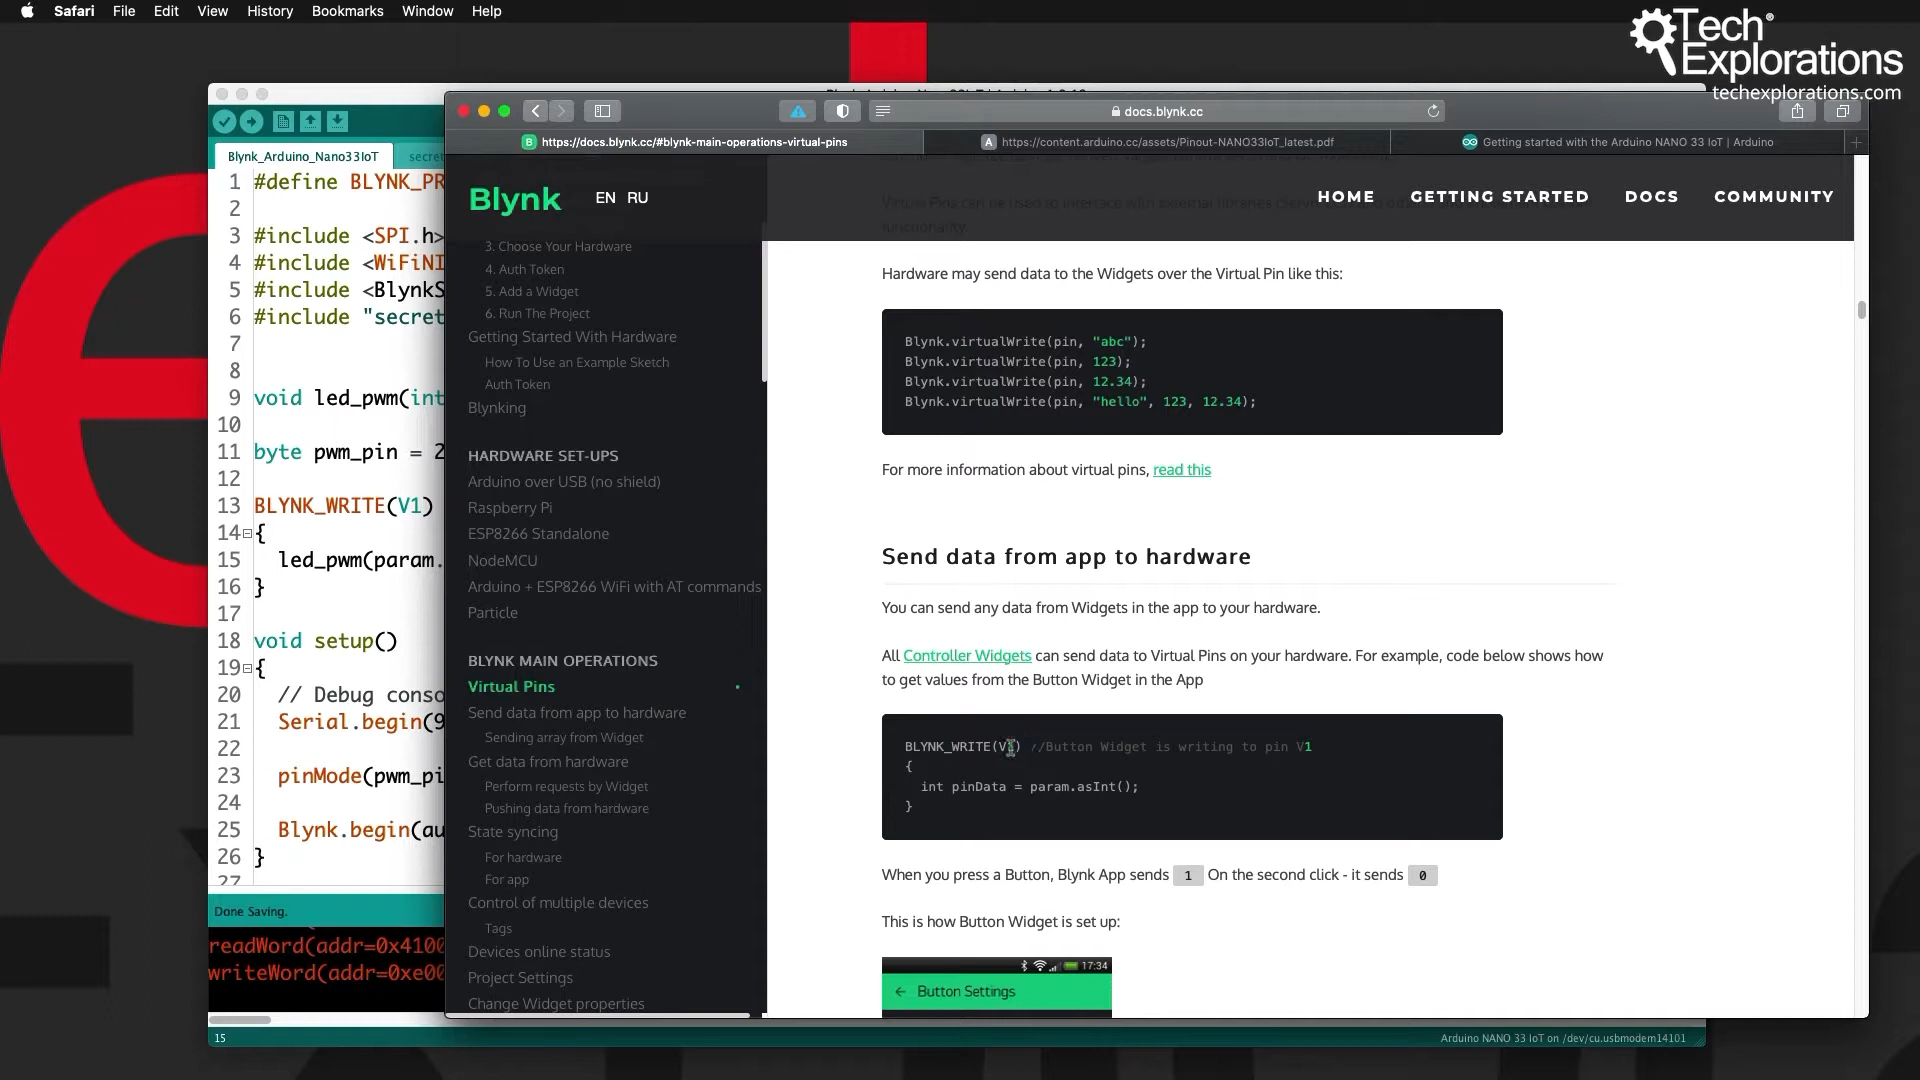 Safari File Edit View History Bookmarks Window Help
Tech
Explorations
techexplorations.com
docs.blynk.cc
https://docs.blynk.cc/#blynk-main-operations-virtual-pins
https://content.arduino.cc/assets/Pinout-NANO33IoT_latest.pdf
Getting started with the Arduino NANO 33 IoT | Arduino
Blynk_Arduino_Nano33IoT
secret
1 #define BLYNK_PR
2
3 #include <SPI.h>
4 #include <WiFiNI
5 #include <BlynkS
6 #include "secret
7
8
9 void led_pwm(int
10
11 byte pwm_pin = 2
12
13 BLYNK_WRITE(V1)
14 {
15 led_pwm(param.
16 }
17
18 void setup()
19 {
20 // Debug conso
21 Serial.begin(9
22
23 pinMode(pwm_pi
24
25 Blynk.begin(au
26 }
27
Done Saving.
readWord(addr=0x4100
writeWord(addr=0xe00
15
Arduino NANO 33 IoT on /dev/cu.usbmodem14101
Blynk EN RU
HOME GETTING STARTED DOCS COMMUNITY
3. Choose Your Hardware
4. Auth Token
5. Add a Widget
6. Run The Project
Getting Started With Hardware
How To Use an Example Sketch
Auth Token
Blynking
HARDWARE SET-UPS
Arduino over USB (no shield)
Raspberry Pi
ESP8266 Standalone
NodeMCU
Arduino + ESP8266 WiFi with AT commands
Particle
BLYNK MAIN OPERATIONS
Virtual Pins
Send data from app to hardware
Sending array from Widget
Get data from hardware
Perform requests by Widget
Pushing data from hardware
State syncing
For hardware
For app
Control of multiple devices
Tags
Devices online status
Project Settings
Change Widget properties
functionality.
Hardware may send data to the Widgets over the Virtual Pin like this:
Blynk.virtualWrite(pin, "abc");
Blynk.virtualWrite(pin, 123);
Blynk.virtualWrite(pin, 12.34);
Blynk.virtualWrite(pin, "hello", 123, 12.34);
For more information about virtual pins, read this
Send data from app to hardware
You can send any data from Widgets in the app to your hardware.
All Controller Widgets can send data to Virtual Pins on your hardware. For example, code below shows how
to get values from the Button Widget in the App
BLYNK_WRITE(V1) //Button Widget is writing to pin V1
{
int pinData = param.asInt();
}
When you press a Button, Blynk App sends 1 On the second click - it sends 0
This is how Button Widget is set up:
17:34
Button Settings